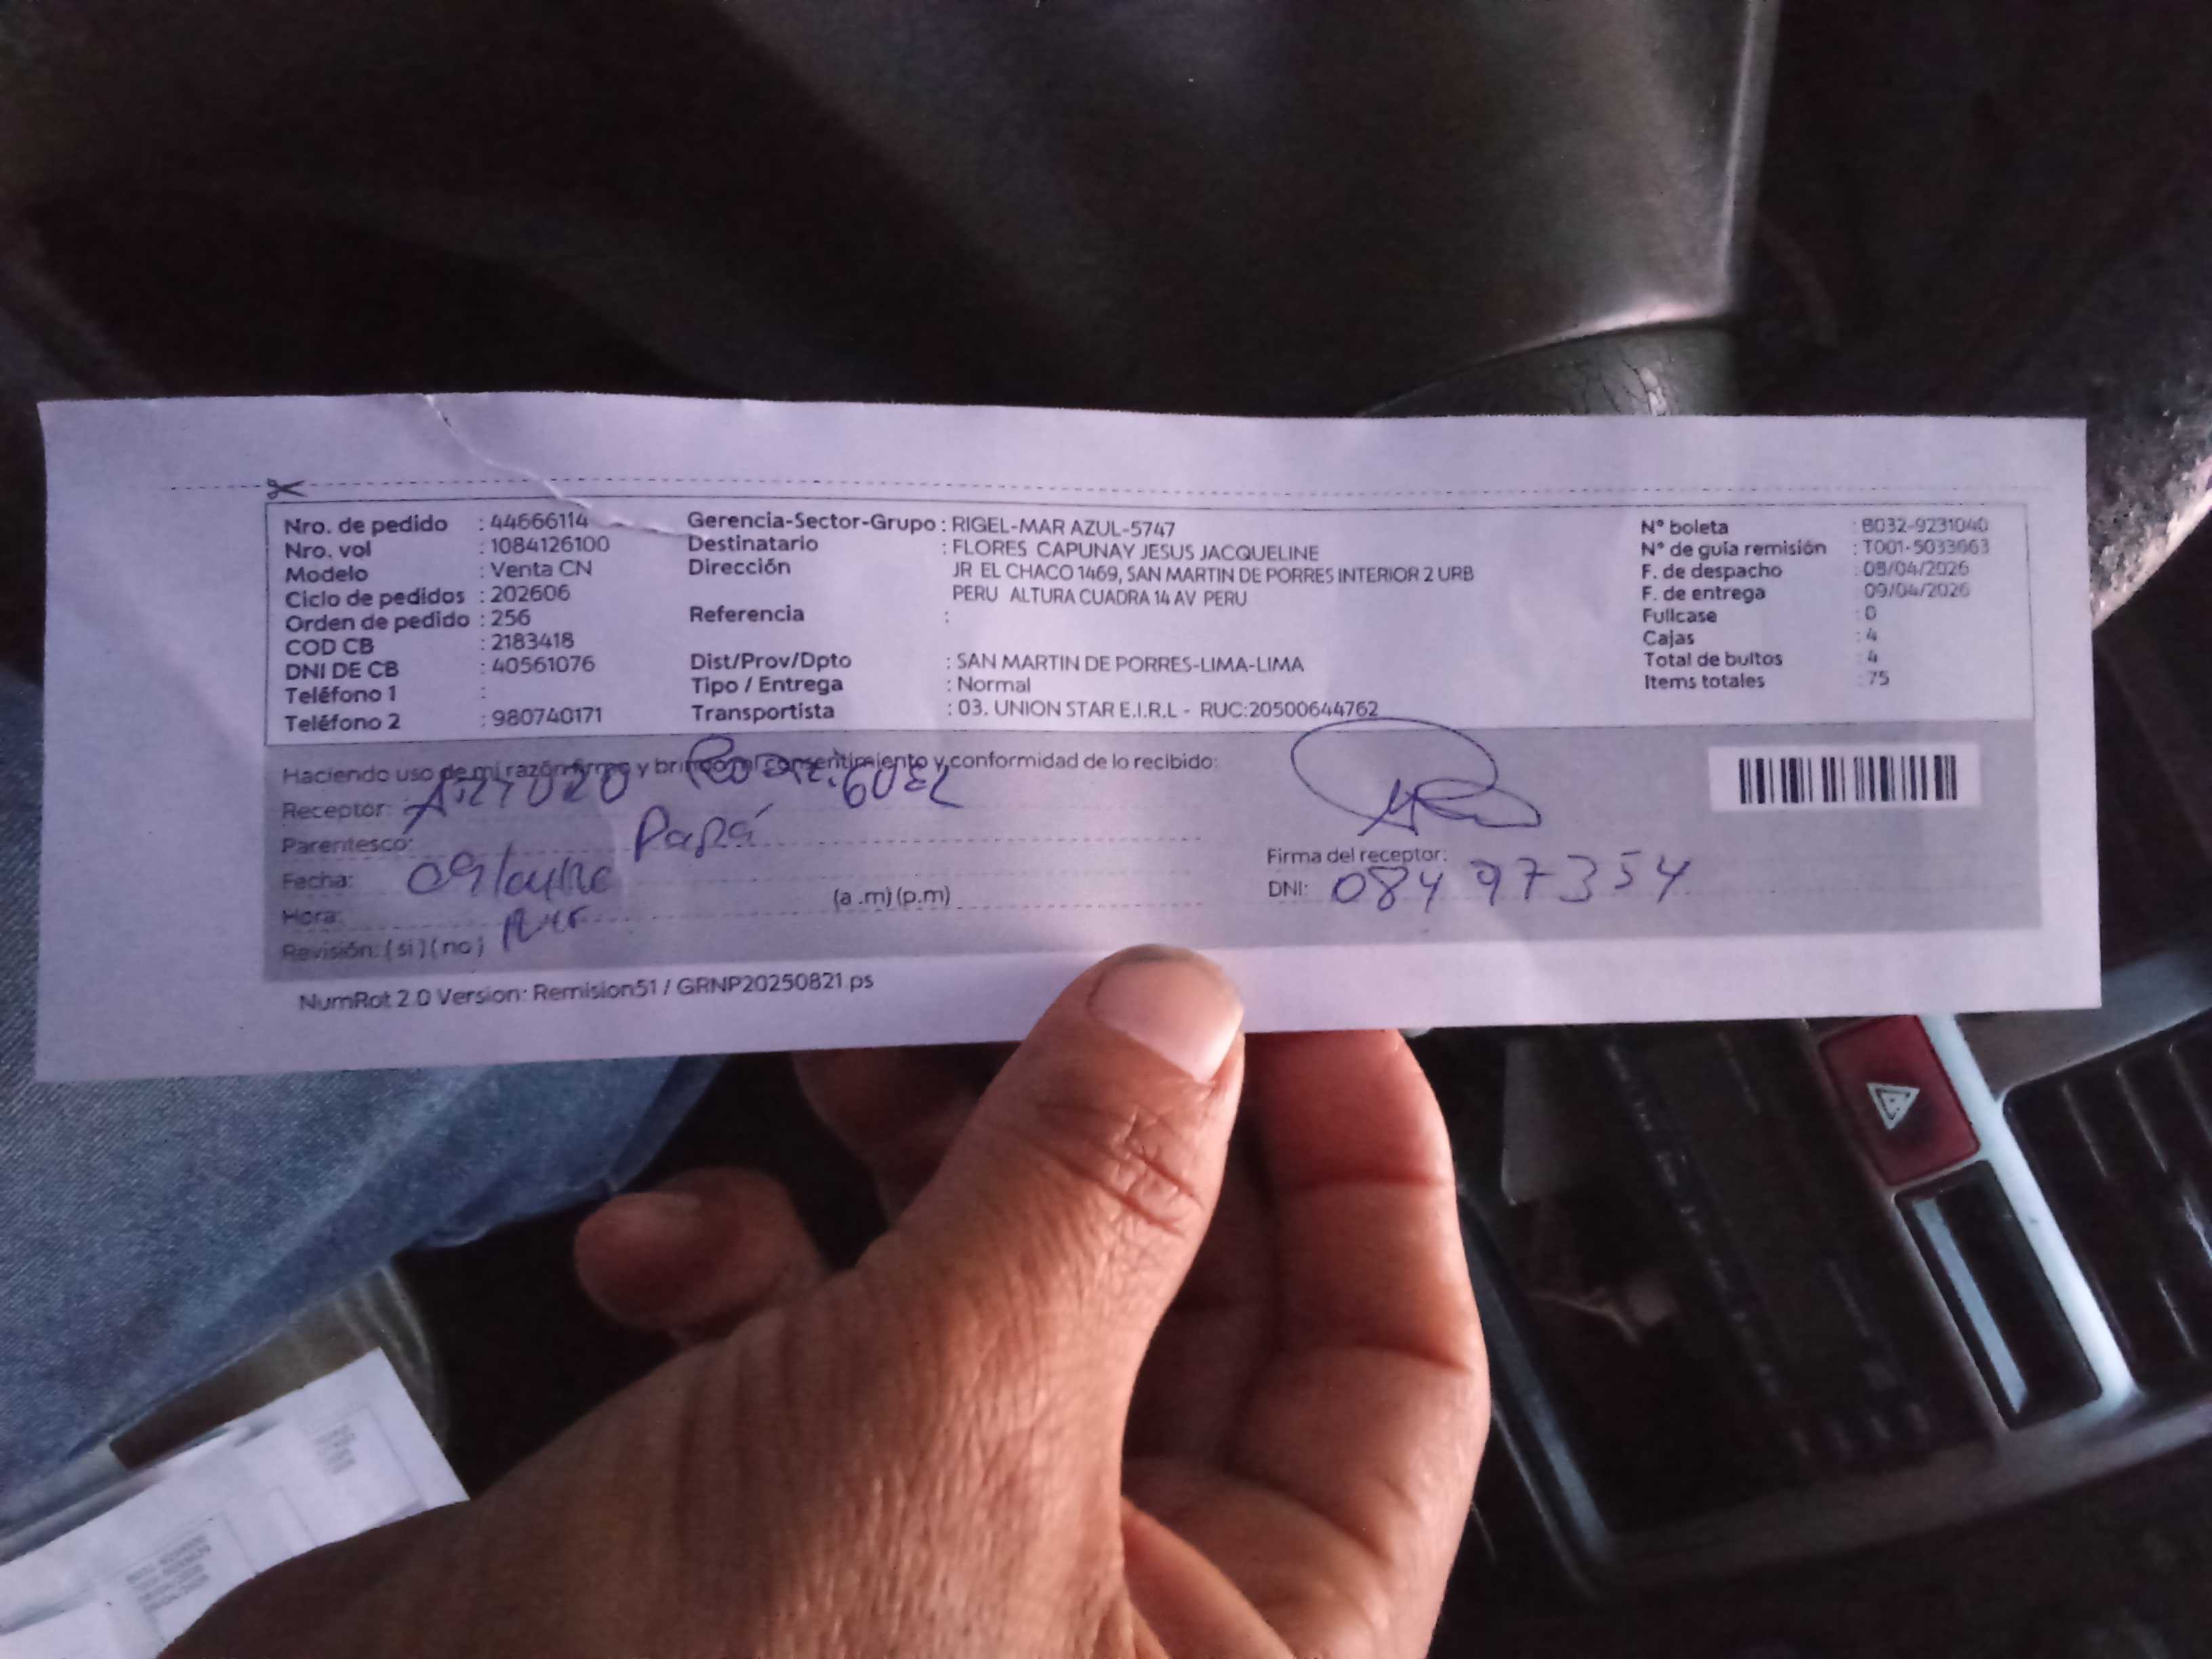 Nro. de pedido : 44666114 Gerencia-Sector-Grupo : RIGEL-MAR AZUL-5747 N° boleta : B032-9231040
Nro. vol : 1084126100 Destinatario : FLORES CAPUNAY JESUS JACQUELINE N° de guía remisión : T001-5033663
Modelo : Venta CN Dirección JR EL CHACO 1469, SAN MARTIN DE PORRES INTERIOR 2 URB F. de despacho : 08/04/2026
Ciclo de pedidos : 202606 PERU ALTURA CUADRA 14 AV PERU F. de entrega : 09/04/2026
Orden de pedido : 256 Referencia : Fullcase : 0
COD CB : 2183418 Cajas : 4
DNI DE CB : 40561076 Dist/Prov/Dpto : SAN MARTIN DE PORRES-LIMA-LIMA Total de bultos : 4
Teléfono 1 : Tipo / Entrega : Normal Items totales : 75
Teléfono 2 : 980740171 Transportista : 03. UNION STAR E.I.R.L - RUC:20500644762
Haciendo uso de mi razón firmo y brindo mi consentimiento y conformidad de lo recibido:
Receptor:
Parentesco: Papá
Firma del receptor:
Fecha:
DNI: 08497354
Hora: (a .m) (p.m)
Revisión: ( si ) ( no )
NumRot 2.0 Version: Remision51 / GRNP20250821.ps